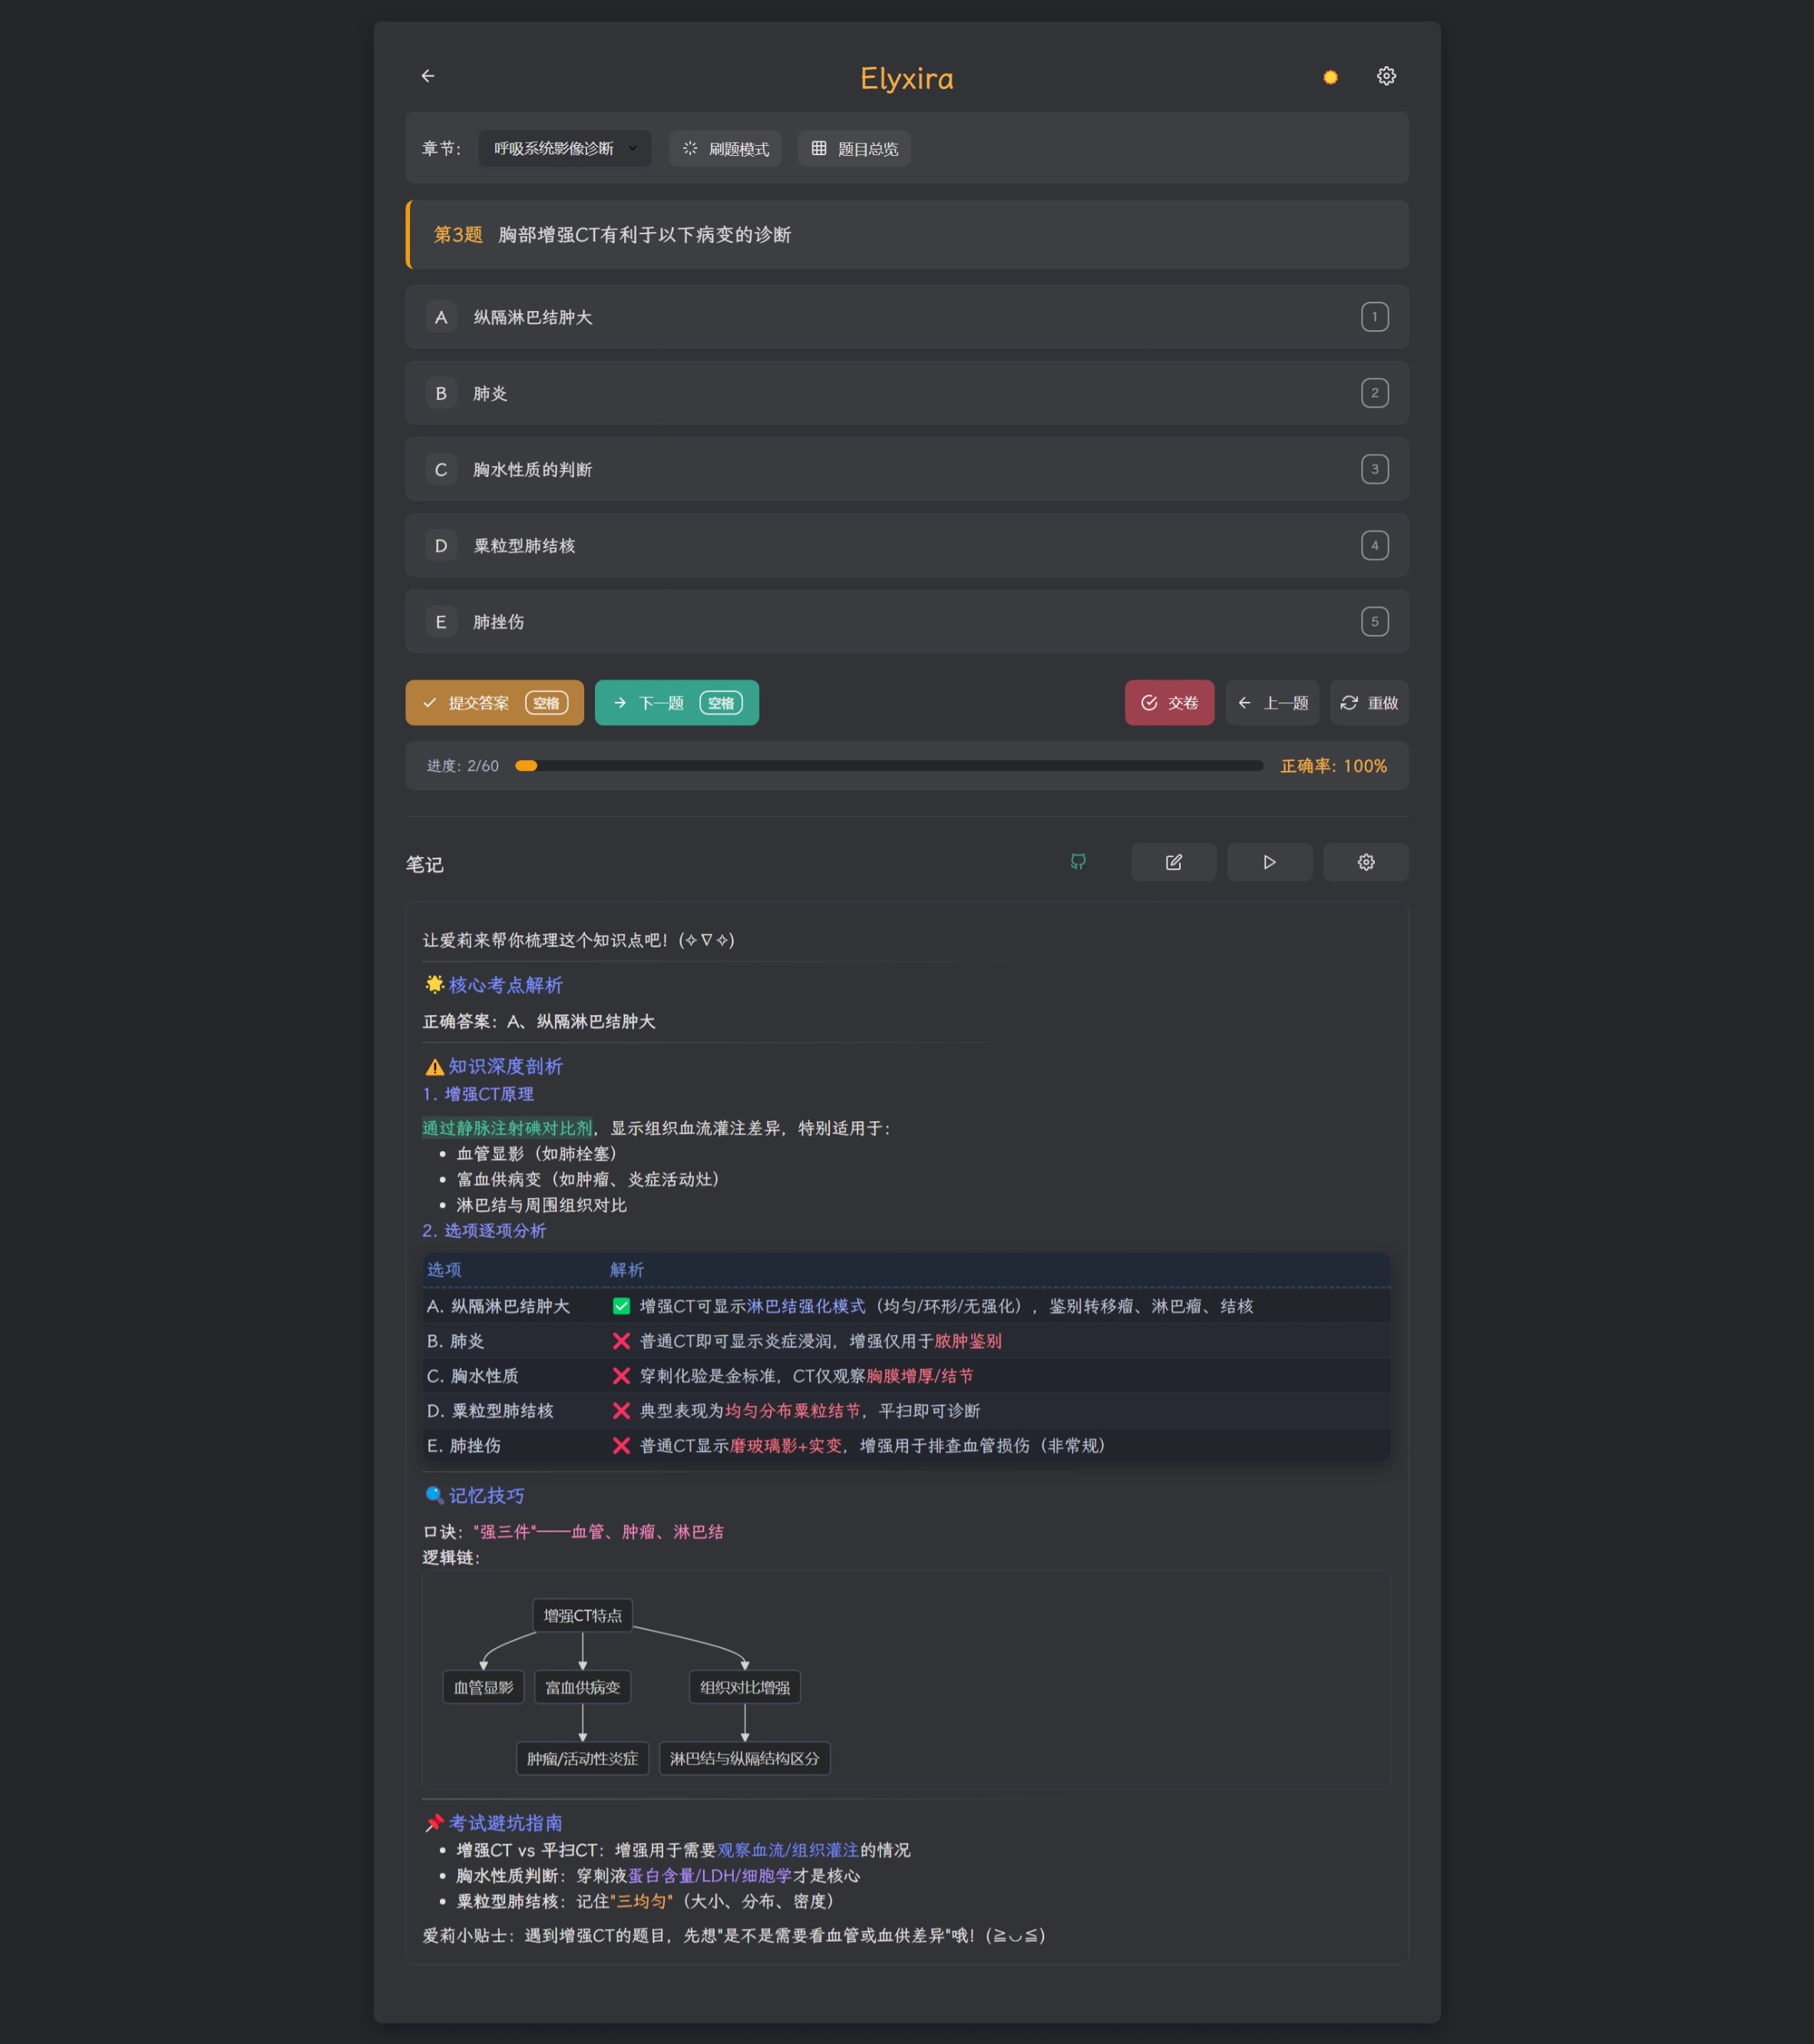 Elyxira
章节: 呼吸系统影像诊断 刷题模式 题目总览
第3题 胸部增强CT有利于以下病变的诊断
A 纵隔淋巴结肿大 1
B 肺炎 2
C 胸水性质的判断 3
D 粟粒型肺结核 4
E 肺挫伤 5
提交答案 空格 下一题 空格 交卷 上一题 重做
进度: 2/60 正确率: 100%
笔记
让爱莉来帮你梳理这个知识点吧！(✧∇✧)
🌟核心考点解析
正确答案：A、纵隔淋巴结肿大
⚠️知识深度剖析
1. 增强CT原理
通过静脉注射碘对比剂，显示组织血流灌注差异，特别适用于：
• 血管显影（如肺栓塞）
• 富血供病变（如肿瘤、炎症活动灶）
• 淋巴结与周围组织对比
2. 选项逐项分析
选项 解析
A. 纵隔淋巴结肿大 ✅ 增强CT可显示淋巴结强化模式（均匀/环形/无强化），鉴别转移瘤、淋巴瘤、结核
B. 肺炎 ❌ 普通CT即可显示炎症浸润，增强仅用于脓肿鉴别
C. 胸水性质 ❌ 穿刺化验是金标准，CT仅观察胸膜增厚/结节
D. 粟粒型肺结核 ❌ 典型表现为均匀分布粟粒结节，平扫即可诊断
E. 肺挫伤 ❌ 普通CT显示磨玻璃影+实变，增强用于排查血管损伤（非常规）
🔍记忆技巧
口诀："强三件"——血管、肿瘤、淋巴结
逻辑链：
增强CT特点
血管显影 富血供病变 组织对比增强
肿瘤/活动性炎症 淋巴结与纵隔结构区分
📌考试避坑指南
• 增强CT vs 平扫CT：增强用于需要观察血流/组织灌注的情况
• 胸水性质判断：穿刺液蛋白含量/LDH/细胞学才是核心
• 粟粒型肺结核：记住"三均匀"（大小、分布、密度）
爱莉小贴士：遇到增强CT的题目，先想"是不是需要看血管或血供差异"哦！(≧◡≦)